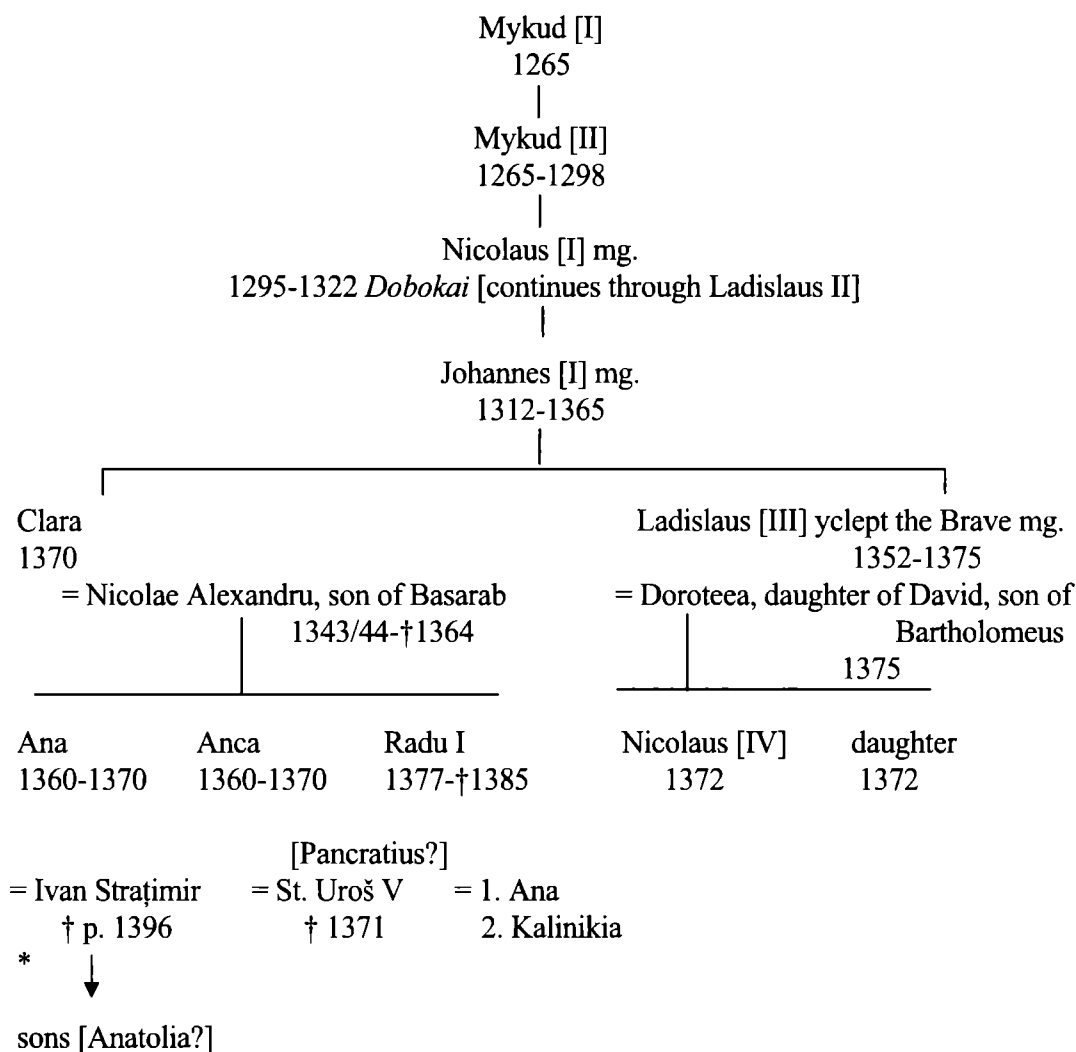 Mykud [I]
1265
Mykud [II]
1265-1298
Nicolaus [I] mg.
1295-1322 Dobokai [continues through Ladislaus II]
Johannes [I] mg.
1312-1365
Clara
1370
= Nicolae Alexandru, son of Basarab
1343/44-†1364
Ladislaus [III] yclept the Brave mg.
1352-1375
= Doroteea, daughter of David, son of
Bartholomeus
1375
Ana Anca Radu I
1360-1370 1360-1370 1377-†1385
Nicolaus [IV] daughter
1372 1372
[Pancratius?]
= Ivan Strațimir = St. Uroš V = 1. Ana
† p. 1396 † 1371 2. Kalinikia
*
sons [Anatolia?]